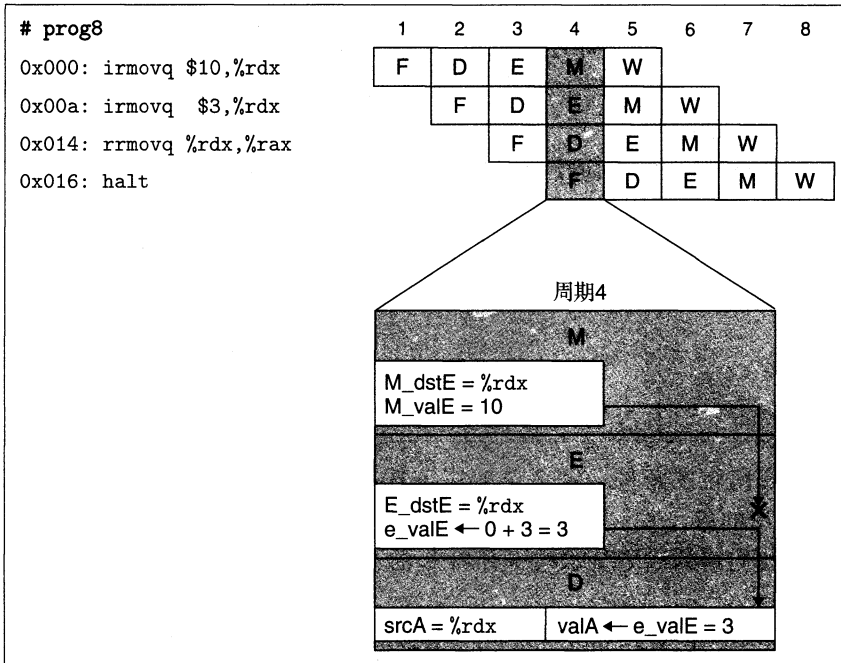 # prog8 1 2 3 4 5 6 7 8
0x000: irmovq $10,%rdx F D E M W
0x00a: irmovq $3,%rdx F D E M W
0x014: rrmovq %rdx,%rax F D E M W
0x016: halt F D E M W
周期4
M
M_dstE = %rdx
M_valE = 10
E
E_dstE = %rdx
e_valE ← 0 + 3 = 3
D
srcA = %rdx valA ← e_valE = 3